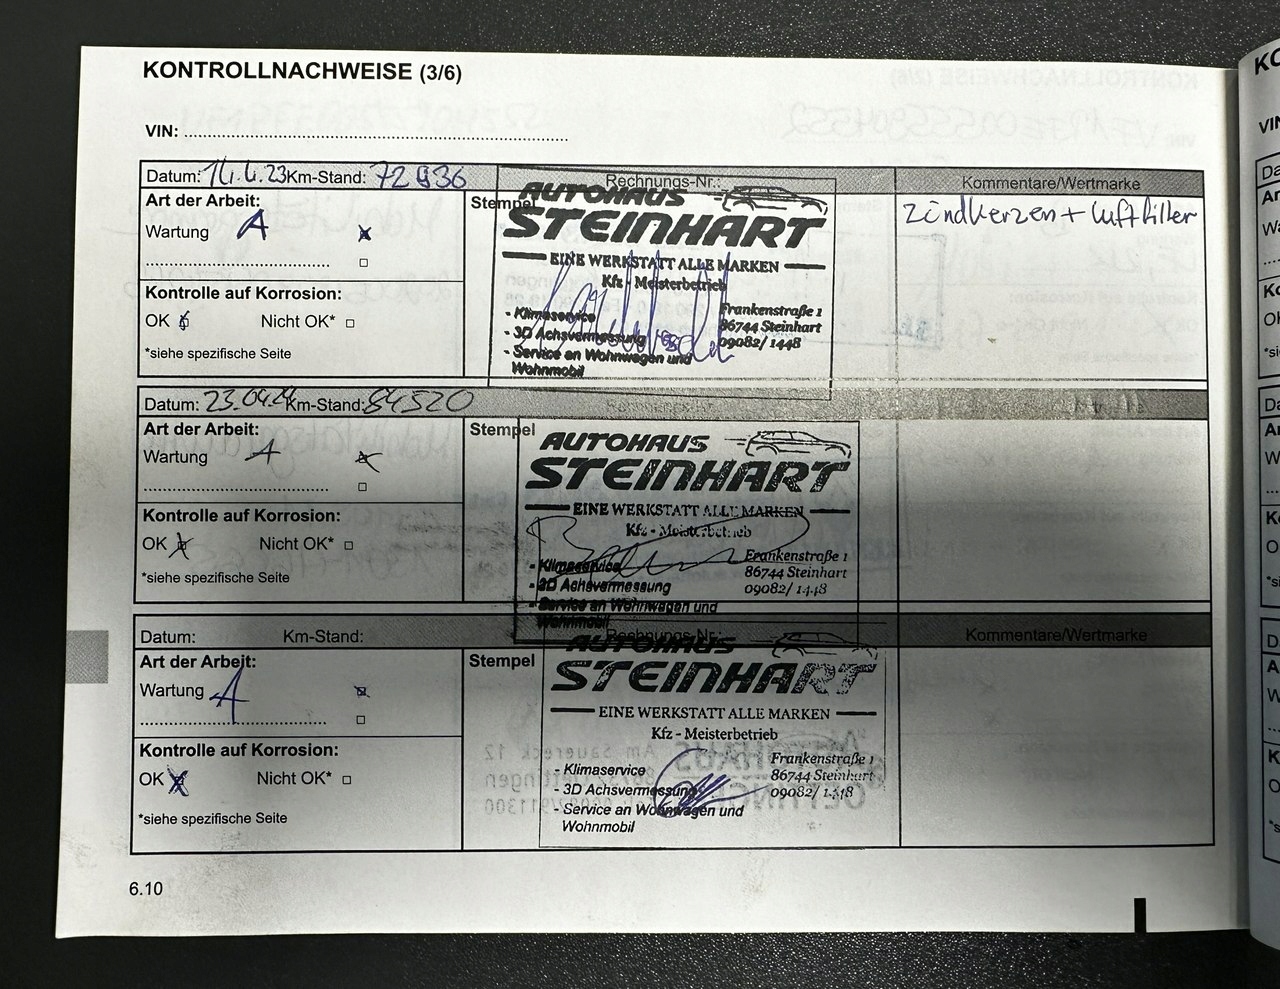 KONTROLLNACHWEISE (3/6)
VIN:
Datum: 14.4.23 Km-Stand: 72936
Rechnungs-Nr.:
Kommentare/Wertmarke
Art der Arbeit:
Wartung A
Kontrolle auf Korrosion:
OK Nicht OK*
*siehe spezifische Seite
Stempel
AUTOHAUS
STEINHART
EINE WERKSTATT ALLE MARKEN
Kfz - Meisterbetrieb
- Klimaservice
- 3D Achsvermessung
- Service an Wohnwagen und
Wohnmobil
Frankenstraße 1
86744 Steinhart
09082/ 1448
Zündkerzen + Luftfilter
Datum: 23.04.24 Km-Stand: 84520
Art der Arbeit:
Wartung A
Kontrolle auf Korrosion:
OK Nicht OK*
*siehe spezifische Seite
Stempel
AUTOHAUS
STEINHART
EINE WERKSTATT ALLE MARKEN
Kfz - Meisterbetrieb
- Klimaservice
- 3D Achsvermessung
- Service an Wohnwagen und
Wohnmobil
Frankenstraße 1
86744 Steinhart
09082/ 1448
Datum: Km-Stand:
Rechnungs-Nr.:
Kommentare/Wertmarke
Art der Arbeit:
Wartung A
Kontrolle auf Korrosion:
OK Nicht OK*
*siehe spezifische Seite
Stempel
AUTOHAUS
STEINHART
EINE WERKSTATT ALLE MARKEN
Kfz - Meisterbetrieb
- Klimaservice
- 3D Achsvermessung
- Service an Wohnwagen und
Wohnmobil
Frankenstraße 1
86744 Steinhart
09082/ 1448
6.10